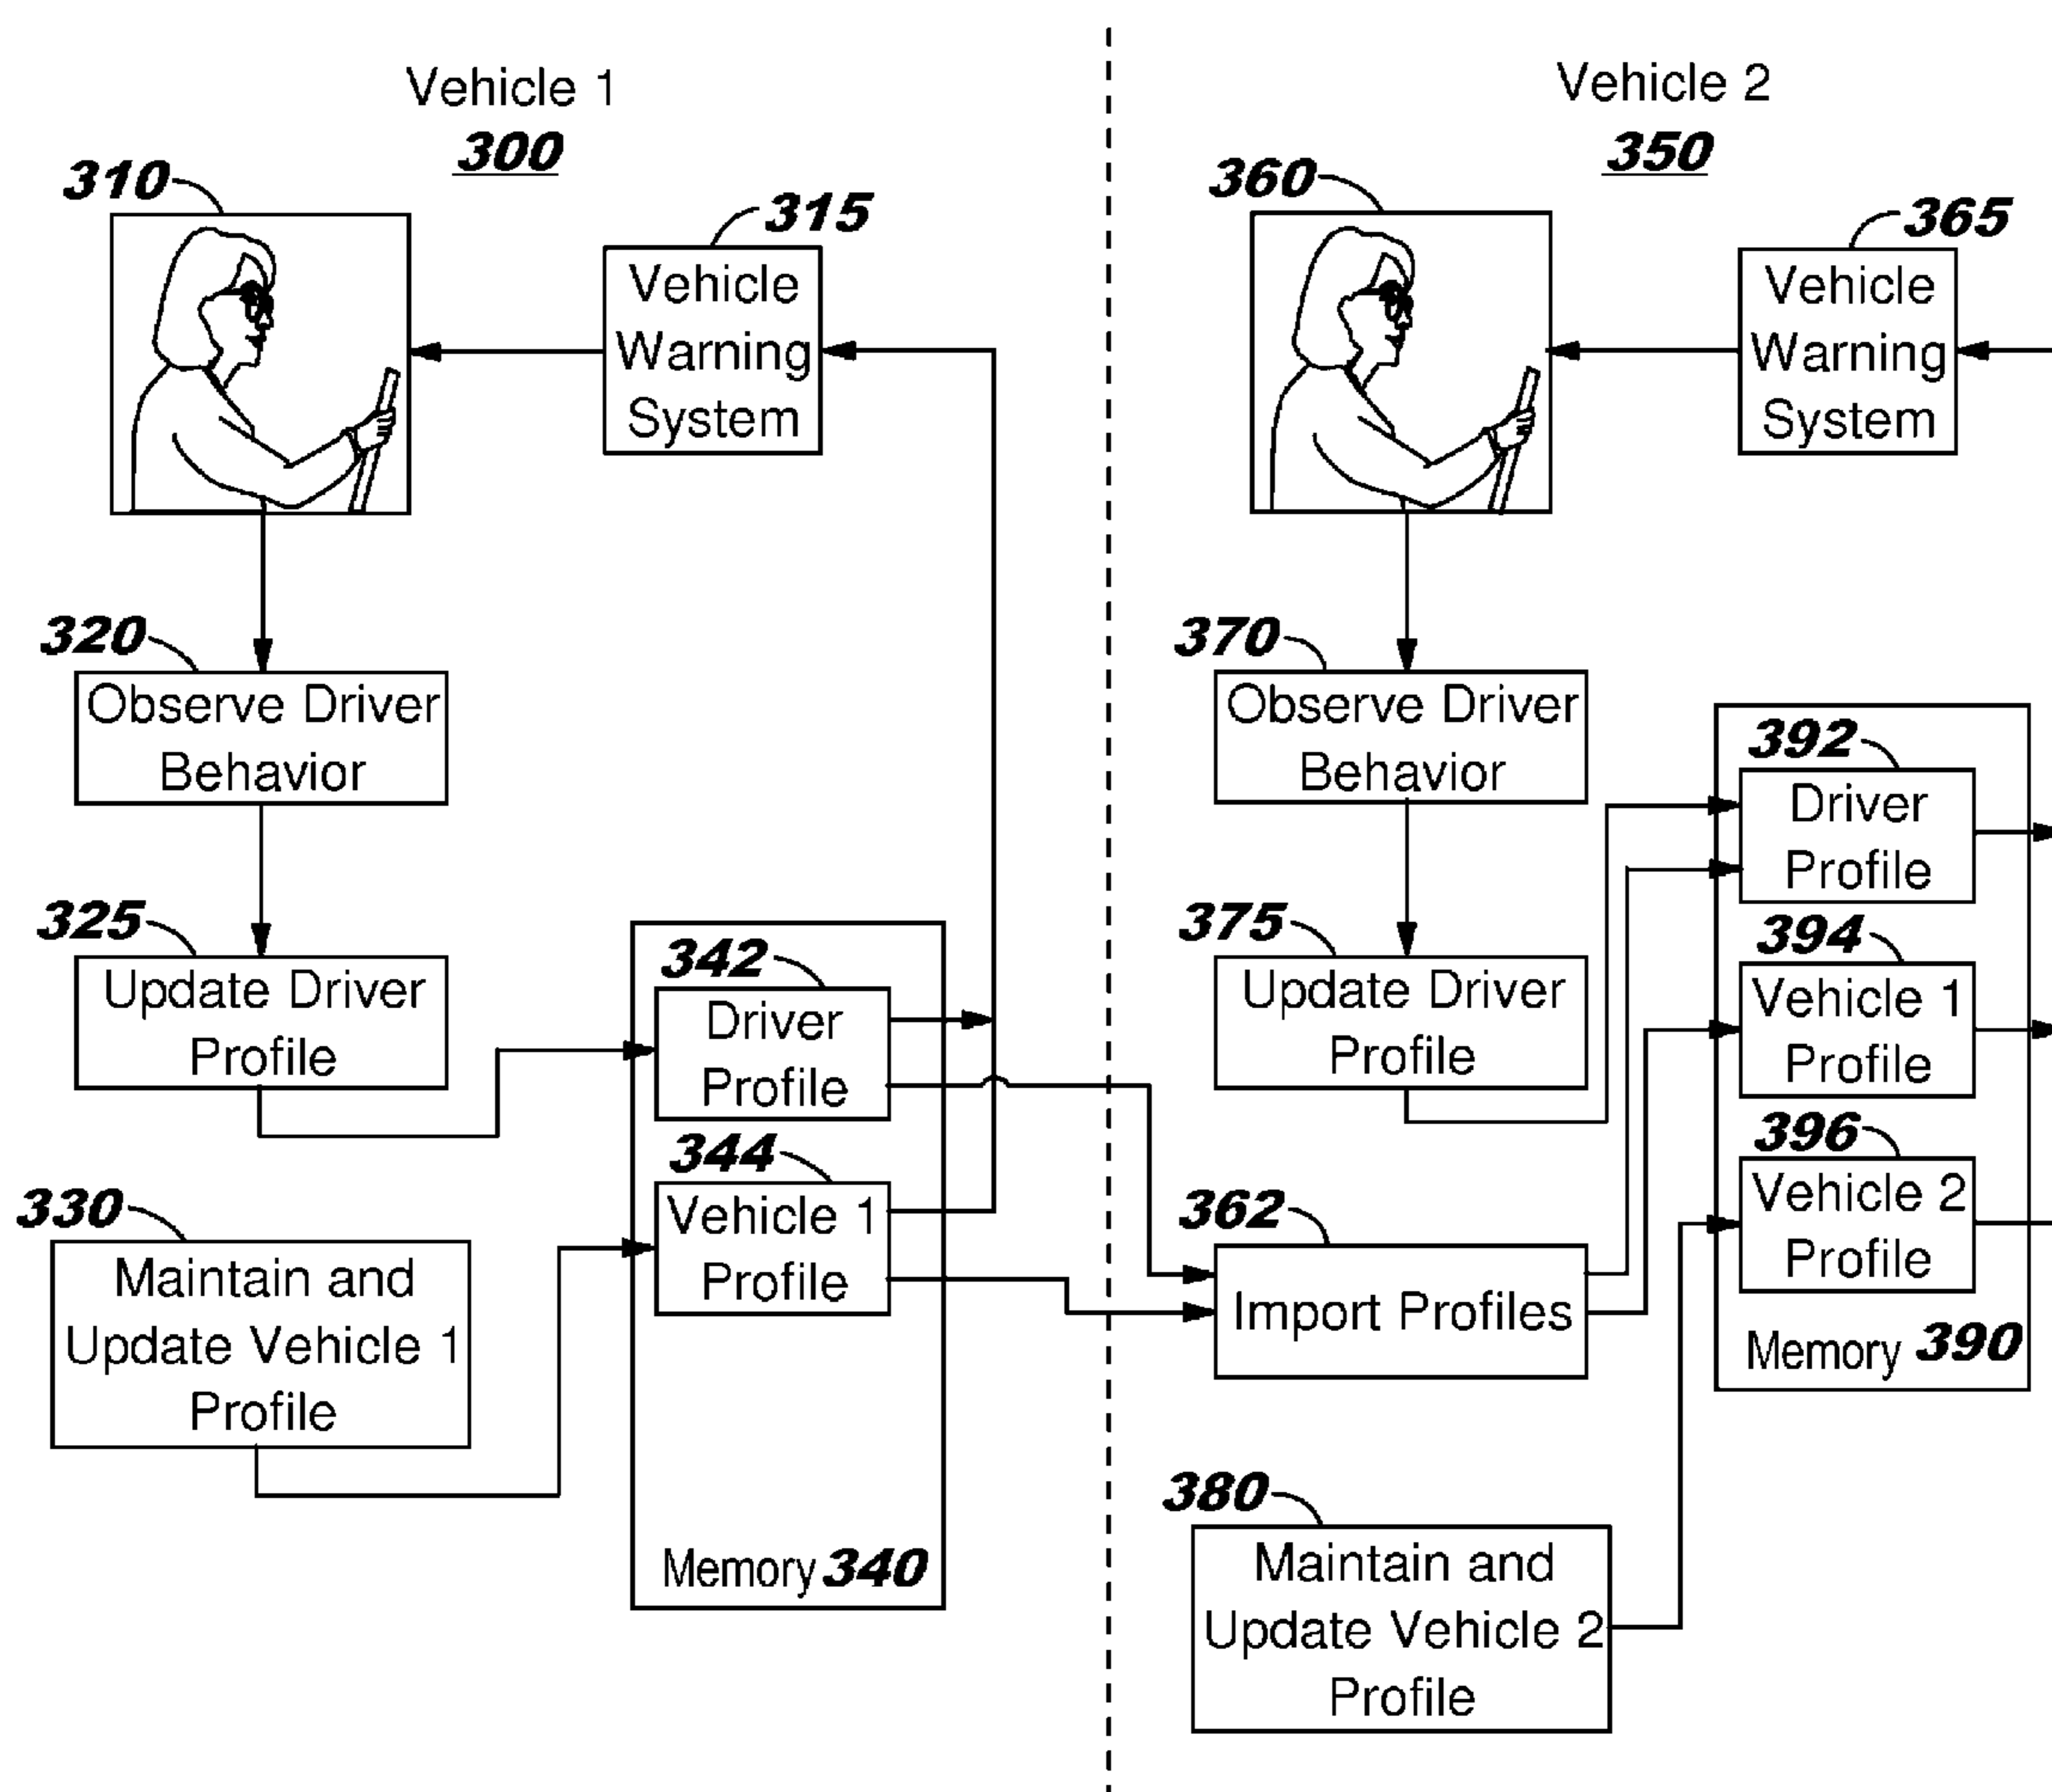 Vehicle 1
300
310
315
Vehicle
Warning
System
320
Observe Driver
Behavior
325
Update Driver
Profile
330
Maintain and
Update Vehicle 1
Profile
342
Driver
Profile
344
Vehicle 1
Profile
Memory 340
Vehicle 2
350
360
365
Vehicle
Warning
System
370
Observe Driver
Behavior
375
Update Driver
Profile
362
Import Profiles
380
Maintain and
Update Vehicle 2
Profile
392
Driver
Profile
394
Vehicle 1
Profile
396
Vehicle 2
Profile
Memory 390